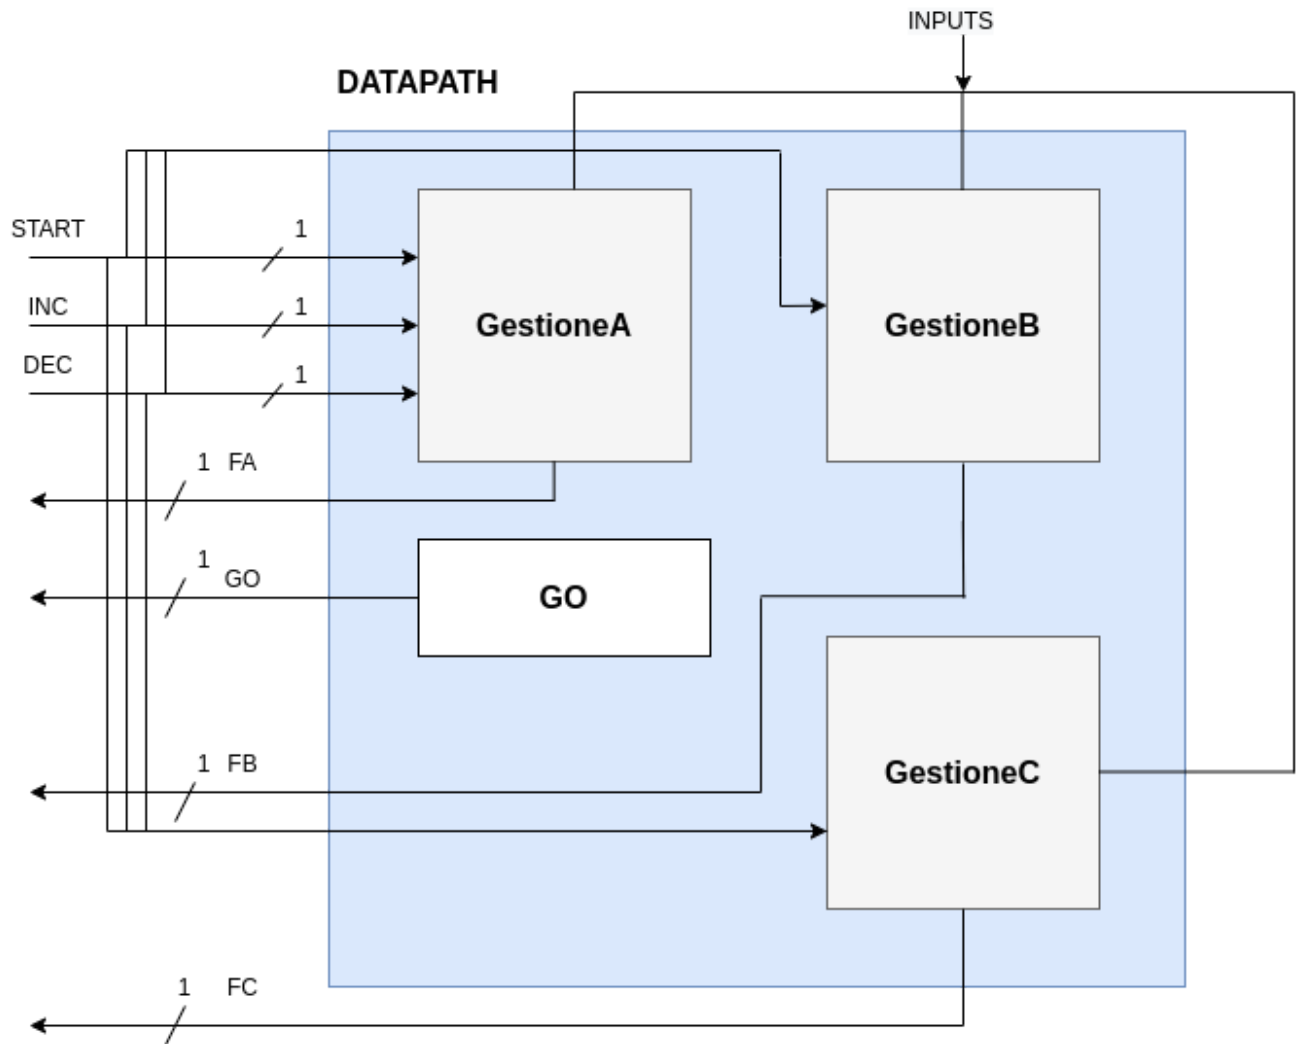 INPUTS
DATAPATH
START
1
INC
1
DEC
1
GestioneA
GestioneB
1 FA
1
GO
GO
1 FB
GestioneC
1 FC